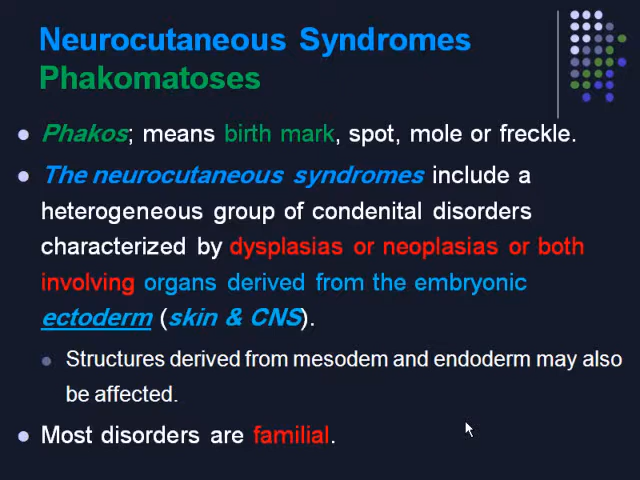 Neurocutaneous Syndromes
Phakomatoses
Phakos; means birth mark, spot, mole or freckle.
The neurocutaneous syndromes include a
heterogeneous group of condenital disorders
characterized by dysplasias or neoplasias or both
involving organs derived from the embryonic
ectoderm (skin & CNS).
Structures derived from mesodem and endoderm may also
be affected.
Most disorders are familial.